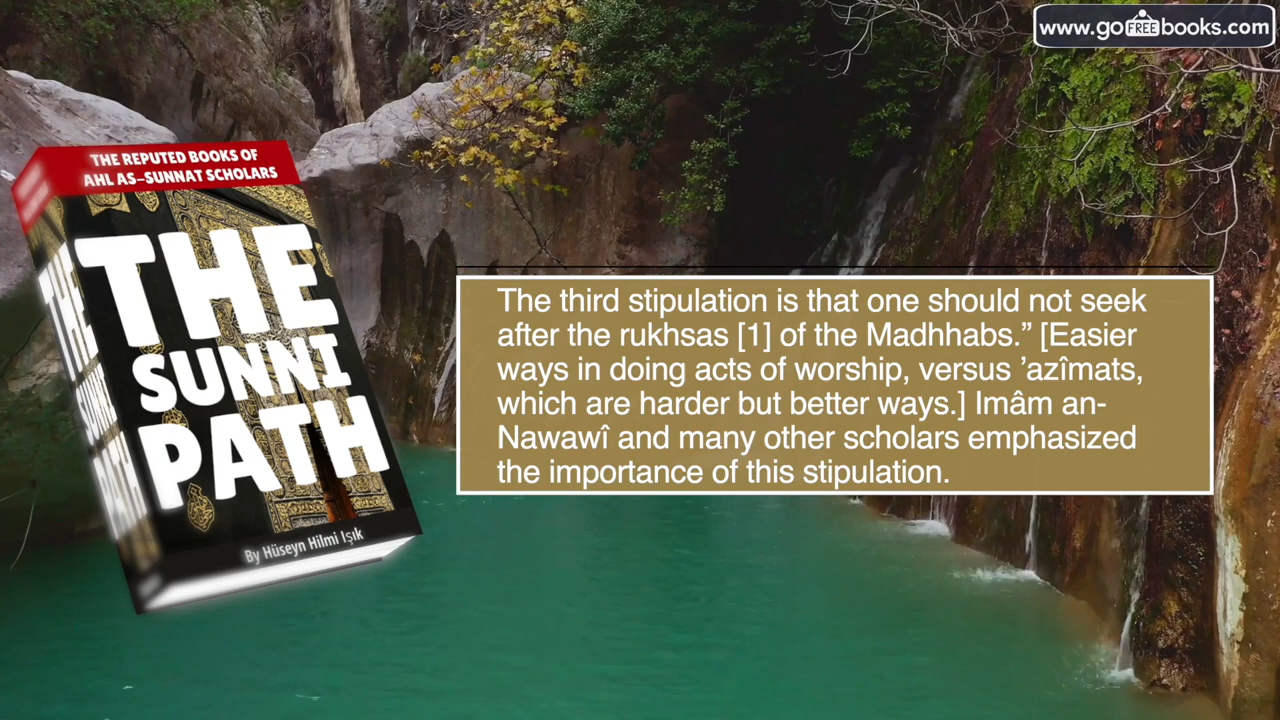 www.goFREEbooks.com
THE REPUTED BOOKS OF
AHL AS-SUNNAT SCHOLARS
THE
SUNNI
PATH
By Hüseyn Hilmi Işık
THE
SUNNI
PATH
The third stipulation is that one should not seek
after the rukhsas [1] of the Madhhabs.” [Easier
ways in doing acts of worship, versus ’azîmats,
which are harder but better ways.] Imâm an-
Nawawî and many other scholars emphasized
the importance of this stipulation.